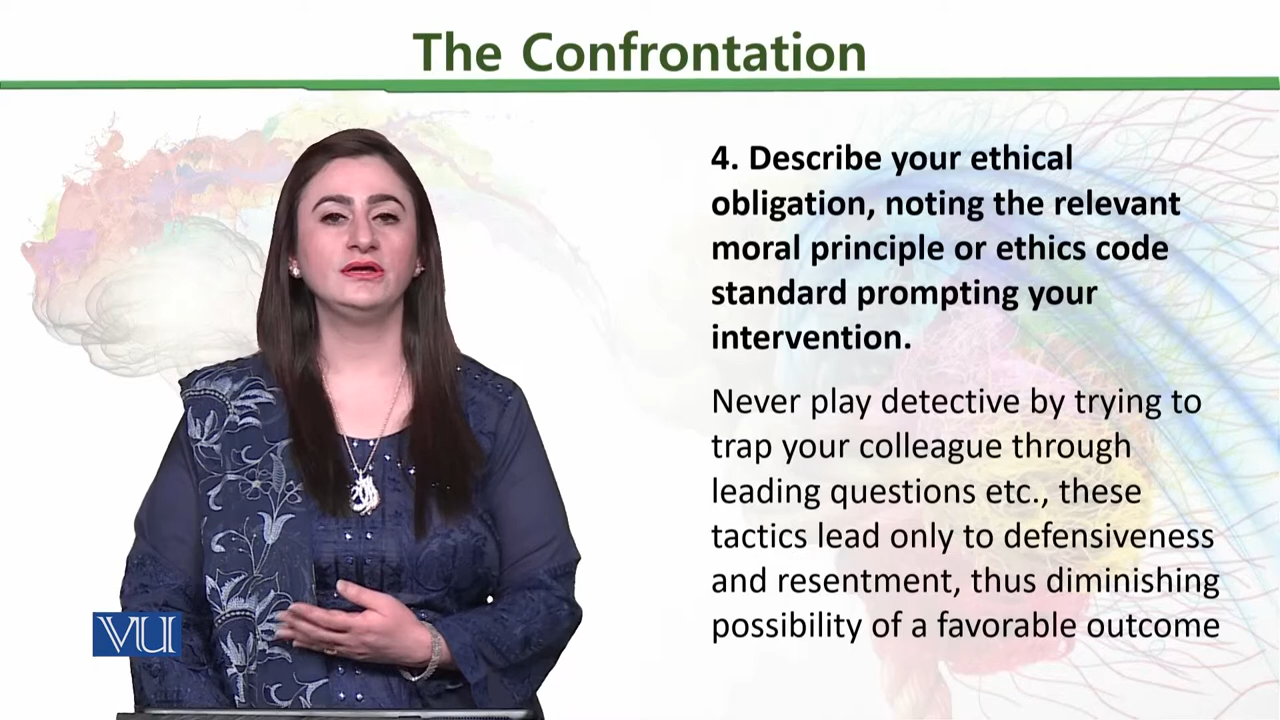 The Confrontation
4. Describe your ethical
obligation, noting the relevant
moral principle or ethics code
standard prompting your
intervention.
Never play detective by trying to
trap your colleague through
leading questions etc., these
tactics lead only to defensiveness
and resentment, thus diminishing
possibility of a favorable outcome
VU